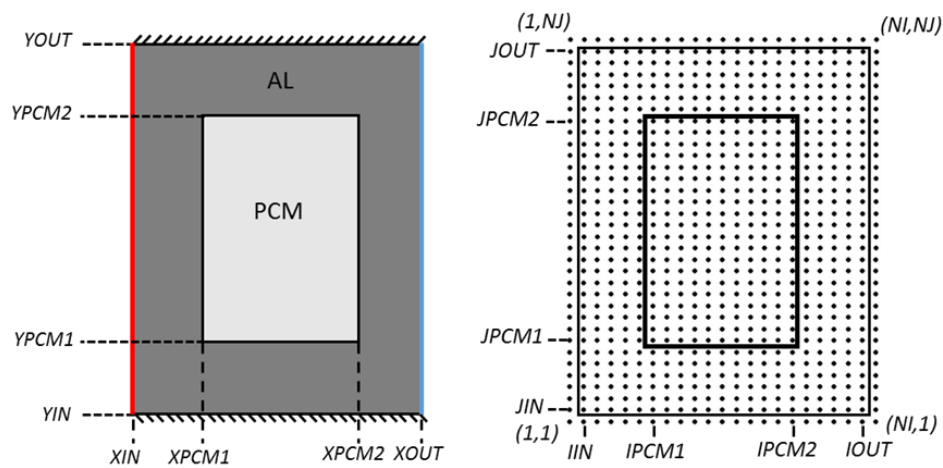 YOUT
AL
YPCM2
PCM
YPCM1
YIN
XIN XPCM1 XPCM2 XOUT
(1,NJ) (NI,NJ)
JOUT
JPCM2
JPCM1
JIN
(1,1) (NI,1)
IIN IPCM1 IPCM2 IOUT